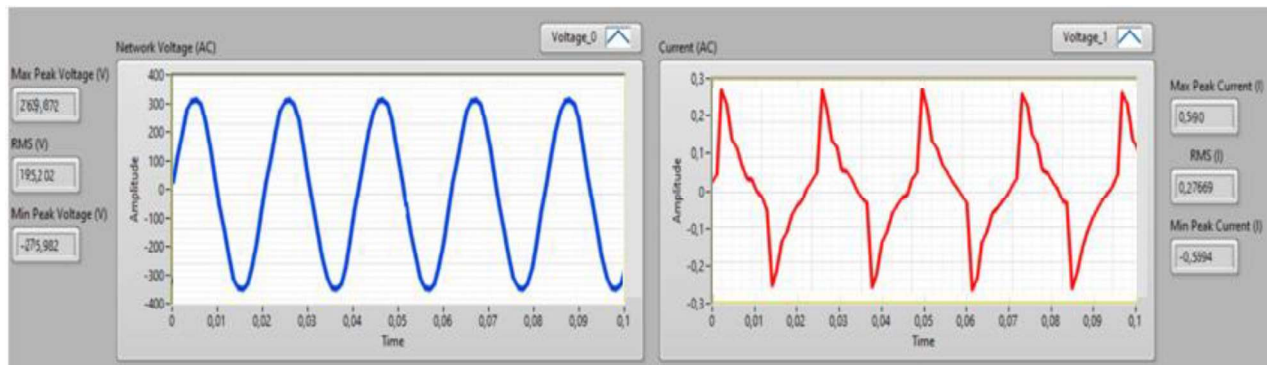 Network Voltage (AC)
Voltage_0
Max Peak Voltage (V)
RMS (V)
195,202
Min Peak Voltage (V)
-275,982
Amplitude
400
300
200
100
0
-100
-200
-300
-400
0
0,01
0,02
0,03
0,04
0,05
0,06
0,07
0,08
0,09
0,1
Time
Current (AC)
Voltage_1
Amplitude
0,3
0,2
0,1
0
-0,1
-0,2
-0,3
0
0,01
0,02
0,03
0,04
0,05
0,06
0,07
0,08
0,09
0,1
Time
Max Peak Current (I)
RMS (I)
0,27669
Min Peak Current (I)